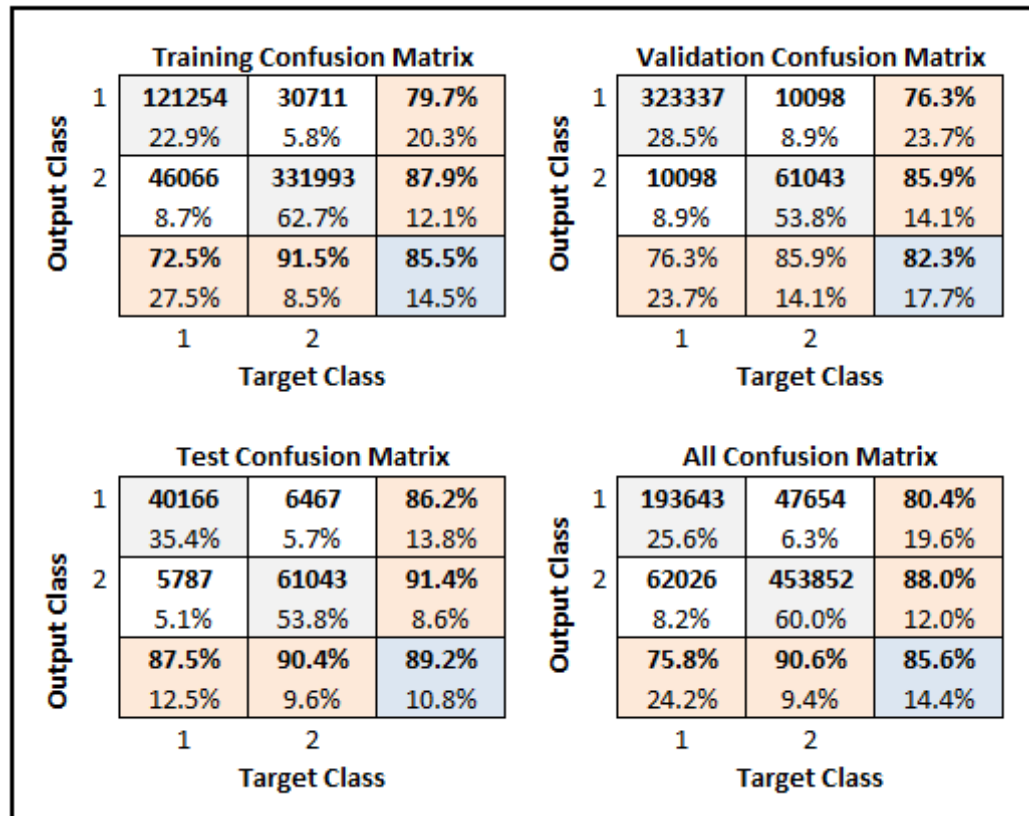 Training Confusion Matrix
1 121254 30711 79.7%
22.9% 5.8% 20.3%
2 46066 331993 87.9%
8.7% 62.7% 12.1%
72.5% 91.5% 85.5%
27.5% 8.5% 14.5%
1 2
Output Class
Target Class
Validation Confusion Matrix
1 323337 10098 76.3%
28.5% 8.9% 23.7%
2 10098 61043 85.9%
8.9% 53.8% 14.1%
76.3% 85.9% 82.3%
23.7% 14.1% 17.7%
1 2
Output Class
Target Class
Test Confusion Matrix
1 40166 6467 86.2%
35.4% 5.7% 13.8%
2 5787 61043 91.4%
5.1% 53.8% 8.6%
87.5% 90.4% 89.2%
12.5% 9.6% 10.8%
1 2
Output Class
Target Class
All Confusion Matrix
1 193643 47654 80.4%
25.6% 6.3% 19.6%
2 62026 453852 88.0%
8.2% 60.0% 12.0%
75.8% 90.6% 85.6%
24.2% 9.4% 14.4%
1 2
Output Class
Target Class